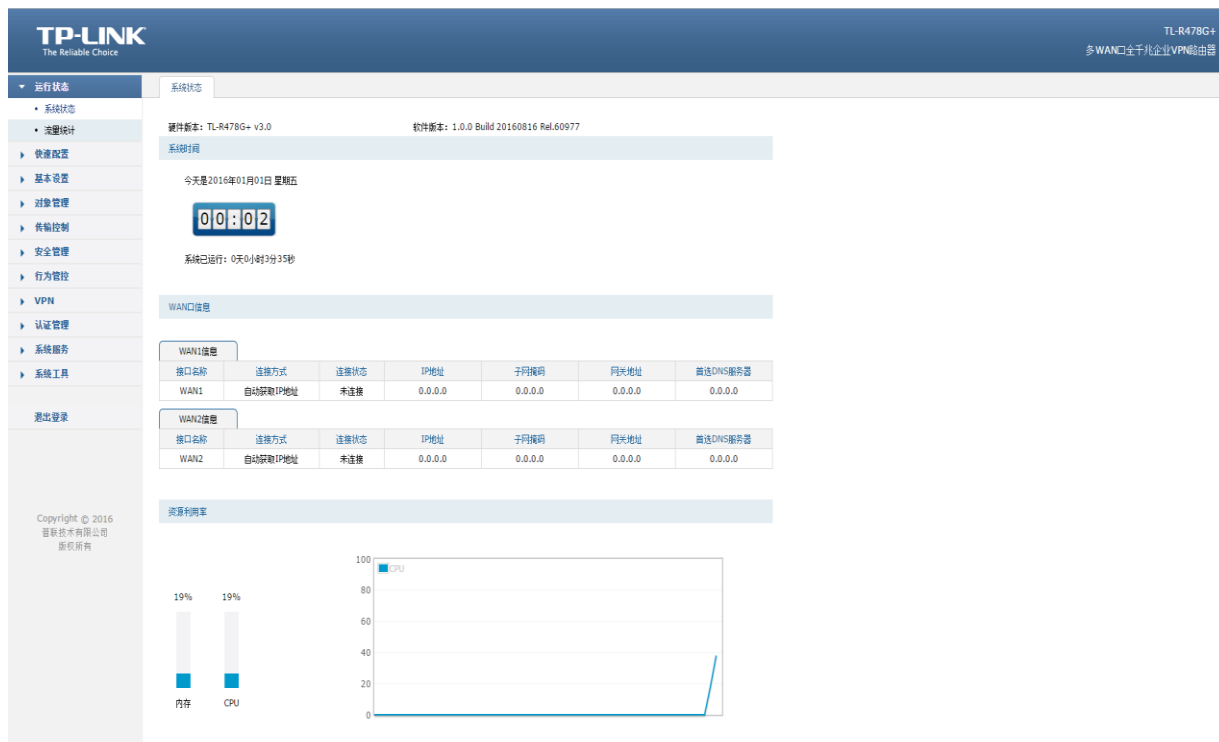 TP-LINK
The Reliable Choice
TL-R478G+
多WAN口全千兆企业VPN路由器
运行状态
系统状态
流量统计
快速配置
基本设置
对象管理
传输控制
安全管理
行为管控
VPN
认证管理
系统服务
系统工具
退出登录
Copyright © 2016
普联技术有限公司
版权所有
系统状态
硬件版本：TL-R478G+ v3.0 软件版本：1.0.0 Build 20160816 Rel.60977
系统时间
今天是2016年01月01日 星期五
00:02
系统已运行：0天0小时3分35秒
WAN口信息
WAN1信息
接口名称 连接方式 连接状态 IP地址 子网掩码 网关地址 首选DNS服务器
WAN1 自动获取IP地址 未连接 0.0.0.0 0.0.0.0 0.0.0.0 0.0.0.0
WAN2信息
接口名称 连接方式 连接状态 IP地址 子网掩码 网关地址 首选DNS服务器
WAN2 自动获取IP地址 未连接 0.0.0.0 0.0.0.0 0.0.0.0 0.0.0.0
资源利用率
19% 19%
内存 CPU
CPU
100
80
60
40
20
0